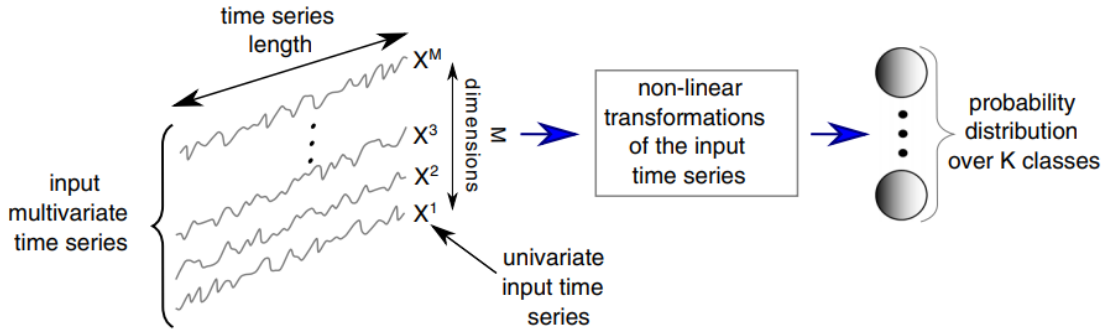 time series
length
X^M
X^3
X^2
X^1
M
dimensions
input
multivariate
time series
univariate
input time
series
non-linear
transformations
of the input
time series
probability
distribution
over K classes